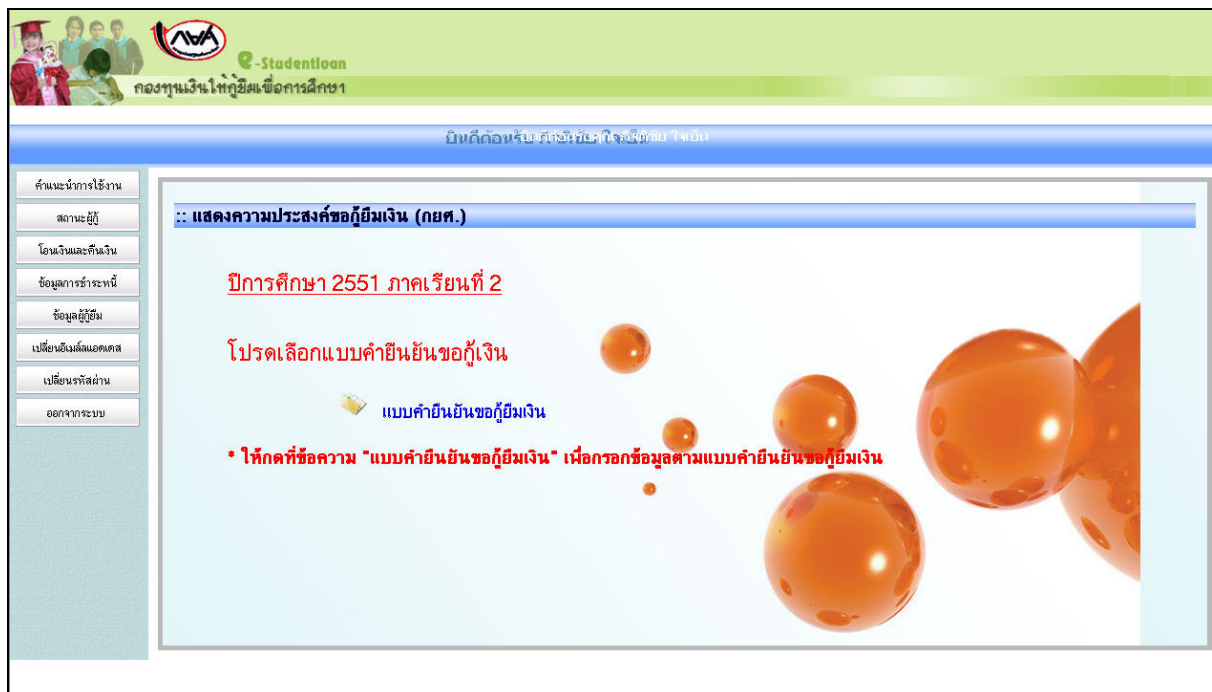 กยศ
e-Studentloan
กองทุนเงินให้กู้ยืมเพื่อการศึกษา
ยินดีต้อนรับ
คำแนะนำการใช้งาน
สถานะผู้กู้
โอนเงินและคืนเงิน
ข้อมูลการชำระหนี้
ข้อมูลผู้กู้ยืม
เปลี่ยนอีเมล์แอดเดส
เปลี่ยนรหัสผ่าน
ออกจากระบบ
:: แสดงความประสงค์ขอกู้ยืมเงิน (กยศ.)
ปีการศึกษา 2551 ภาคเรียนที่ 2
โปรดเลือกแบบคำยืนยันขอกู้เงิน
แบบคำยืนยันขอกู้ยืมเงิน
* ให้กดที่ข้อความ "แบบคำยืนยันขอกู้ยืมเงิน" เพื่อกรอกข้อมูลตามแบบคำยืนยันขอกู้ยืมเงิน